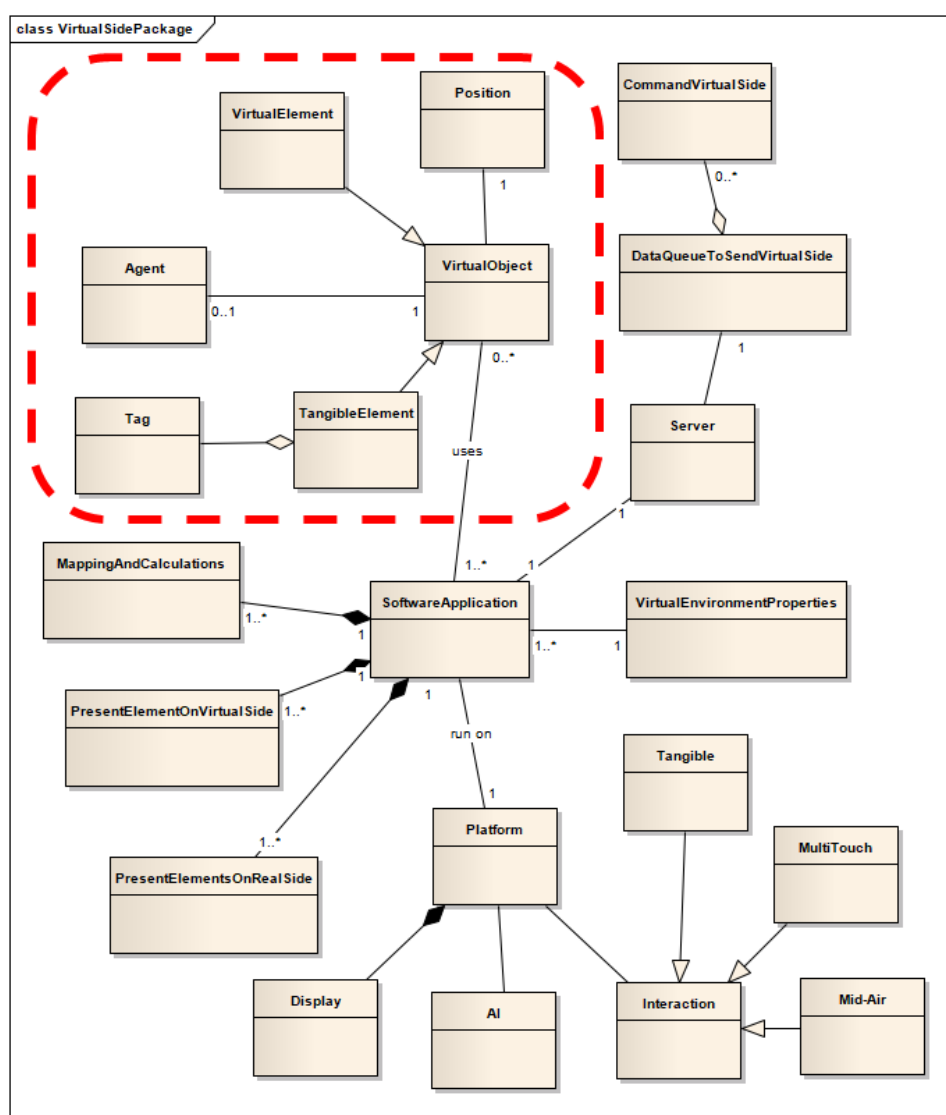 class VirtualSidePackage
Position
CommandVirtualSide
VirtualElement
1
0..*
Agent
VirtualObject
DataQueueToSendVirtualSide
0..1
1
0..*
1
Tag
TangibleElement
Server
uses
1
1..*
1
MappingAndCalculations
SoftwareApplication
VirtualEnvironmentProperties
1..*
1
1..*
1
1
1
PresentElementOnVirtualSide
1..*
run on
Tangible
1
1..*
Platform
MultiTouch
PresentElementsOnRealSide
Display
AI
Interaction
Mid-Air